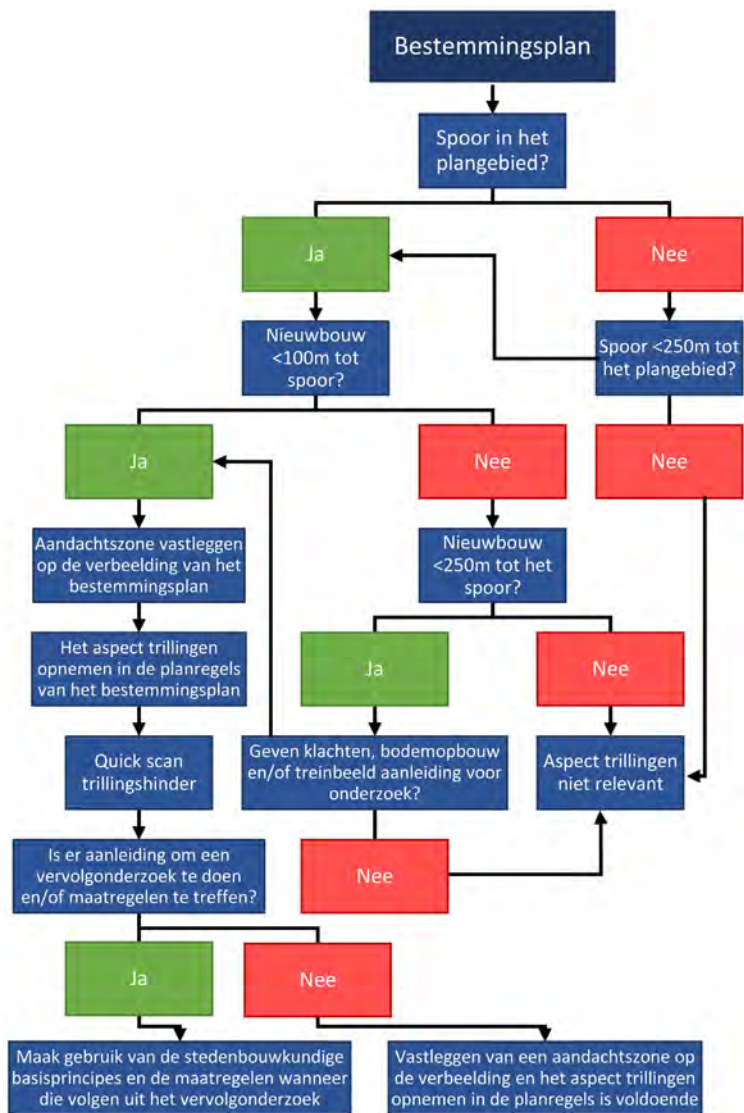 Bestemmingsplan
Spoor in het
plangebied?
Ja
Nee
Nieuwbouw
<100m tot
spoor?
Spoor <250m tot
het plangebied?
Ja
Nee
Nee
Aandachtszone vastleggen
op de verbeelding van het
bestemmingsplan
Nieuwbouw
<250m tot het
spoor?
Het aspect trillingen
opnemen in de planregels
van het bestemmingsplan
Ja
Nee
Quick scan
trillingshinder
Geven klachten, bodemopbouw
en/of treinbeeld aanleiding voor
onderzoek?
Aspect trillingen
niet relevant
Is er aanleiding om een
vervolgonderzoek te doen
en/of maatregelen te treffen?
Nee
Ja
Nee
Maak gebruik van de stedenbouwkundige
basisprincipes en de maatregelen wanneer
die volgen uit het vervolgonderzoek
Vastleggen van een aandachtszone op
de verbeelding en het aspect trillingen
opnemen in de planregels is voldoende